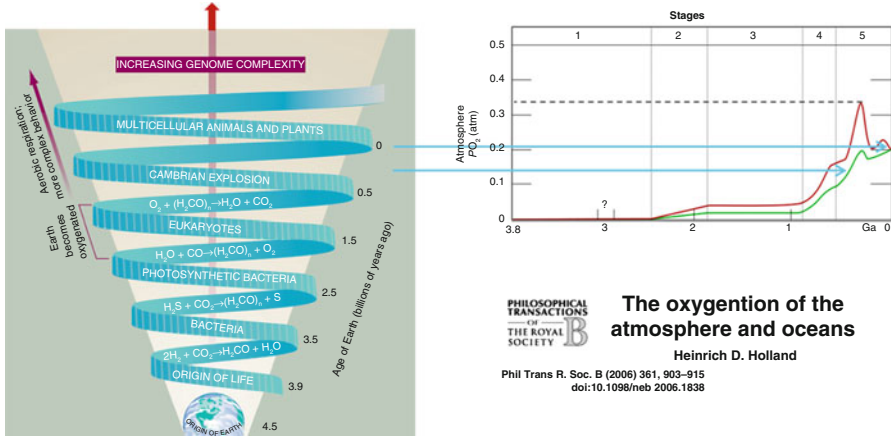 INCREASING GENOME COMPLEXITY
Aerobic respiration:
more complex behavior
MULTICELLULAR ANIMALS AND PLANTS
0
CAMBRIAN EXPLOSION
0.5
O₂ + (H₂CO)ₙ→H₂O + CO₂
Earth
becomes
oxygenated
EUKARYOTES
1.5
H₂O + CO→(H₂CO)ₙ + O₂
PHOTOSYNTHETIC BACTERIA
2.5
H₂S + CO₂→(H₂CO)ₙ + S
BACTERIA
3.5
2H₂ + CO₂→H₂CO + H₂O
ORIGIN OF LIFE
3.9
ORIGIN OF EARTH
4.5
Age of Earth (billions of years ago)
Stages
1 2 3 4 5
Atmosphere
PO₂ (atm)
0.5
0.4
0.3
0.2
0.1
0
?
3.8 3 2 1 Ga 0
PHILOSOPHICAL
TRANSACTIONS
OF
THE ROYAL
SOCIETY
B
The oxygention of the
atmosphere and oceans
Heinrich D. Holland
Phil Trans R. Soc. B (2006) 361, 903–915
doi:10.1098/neb 2006.1838